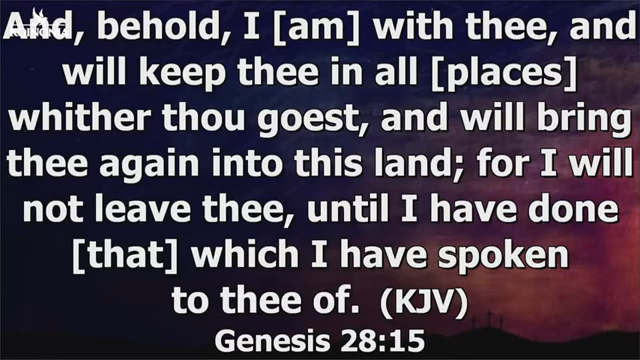 And, behold, I [am] with thee, and
will keep thee in all [places]
whither thou goest, and will bring
thee again into this land; for I will
not leave thee, until I have done
[that] which I have spoken
to thee of. (KJV)
Genesis 28:15